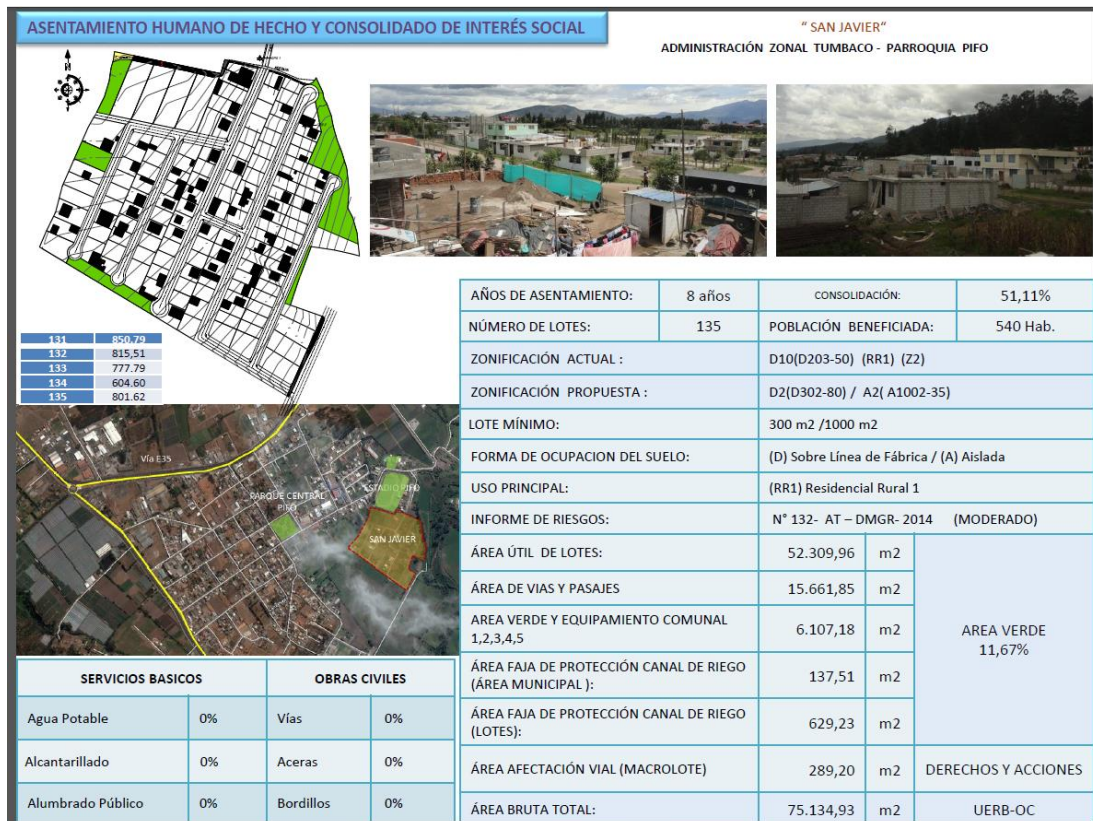 ASENTAMIENTO HUMANO DE HECHO Y CONSOLIDADO DE INTERÉS SOCIAL
“ SAN JAVIER“
ADMINISTRACIÓN ZONAL TUMBACO - PARROQUIA PIFO
131 850.79
132 815,51
133 777.79
134 604.60
135 801.62
Vía E35
PARQUE CENTRAL
PIFO
ESTADIO PIFO
SAN JAVIER
SERVICIOS BASICOS OBRAS CIVILES
Agua Potable 0% Vías 0%
Alcantarillado 0% Aceras 0%
Alumbrado Público 0% Bordillos 0%
AÑOS DE ASENTAMIENTO: 8 años CONSOLIDACIÓN: 51,11%
NÚMERO DE LOTES: 135 POBLACIÓN BENEFICIADA: 540 Hab.
ZONIFICACIÓN ACTUAL : D10(D203-50) (RR1) (Z2)
ZONIFICACIÓN PROPUESTA : D2(D302-80) / A2( A1002-35)
LOTE MÍNIMO: 300 m2 /1000 m2
FORMA DE OCUPACION DEL SUELO: (D) Sobre Línea de Fábrica / (A) Aislada
USO PRINCIPAL: (RR1) Residencial Rural 1
INFORME DE RIESGOS: N° 132- AT – DMGR- 2014 (MODERADO)
ÁREA ÚTIL DE LOTES: 52.309,96 m2
ÁREA DE VIAS Y PASAJES 15.661,85 m2
AREA VERDE Y EQUIPAMIENTO COMUNAL
1,2,3,4,5 6.107,18 m2
AREA VERDE
11,67%
ÁREA FAJA DE PROTECCIÓN CANAL DE RIEGO
(ÁREA MUNICIPAL ): 137,51 m2
ÁREA FAJA DE PROTECCIÓN CANAL DE RIEGO
(LOTES): 629,23 m2
ÁREA AFECTACIÓN VIAL (MACROLOTE) 289,20 m2 DERECHOS Y ACCIONES
ÁREA BRUTA TOTAL: 75.134,93 m2 UERB-OC